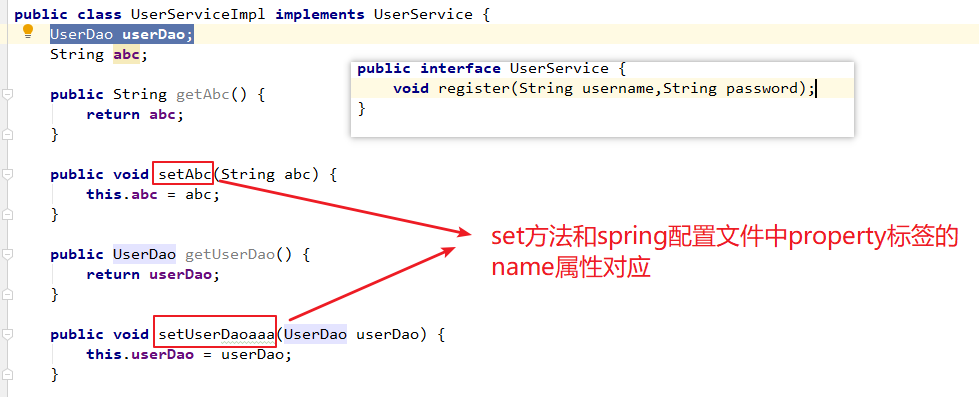 public class UserServiceImpl implements UserService {
UserDao userDao;
String abc;
public interface UserService {
void register(String username,String password);
}
public String getAbc() {
return abc;
}
public void setAbc(String abc) {
this.abc = abc;
}
set方法和spring配置文件中property标签的
name属性对应
public UserDao getUserDao() {
return userDao;
}
public void setUserDaoaaa(UserDao userDao) {
this.userDao = userDao;
}